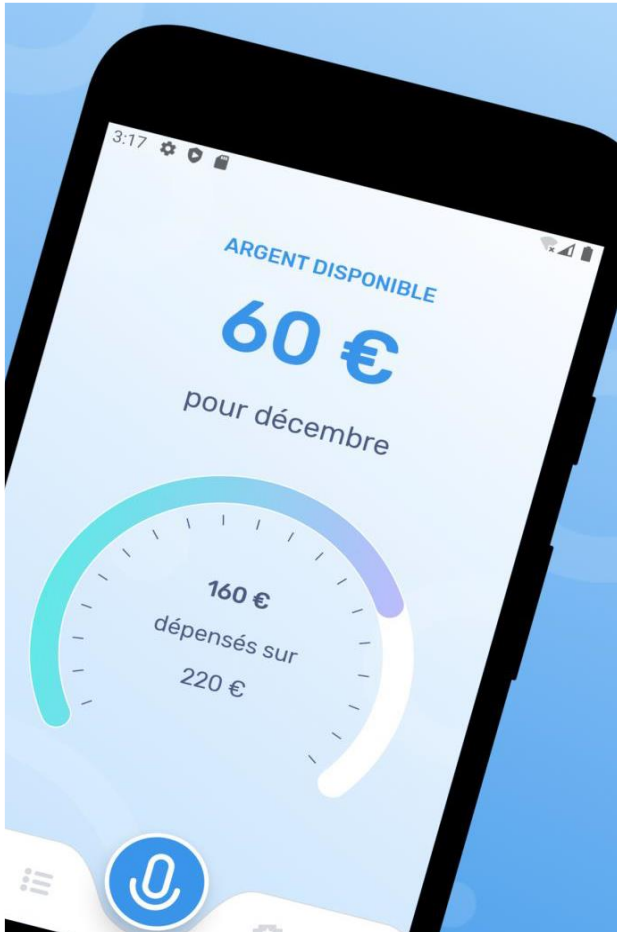 3:17
ARGENT DISPONIBLE
60 €
pour décembre
160 €
dépensés sur
220 €